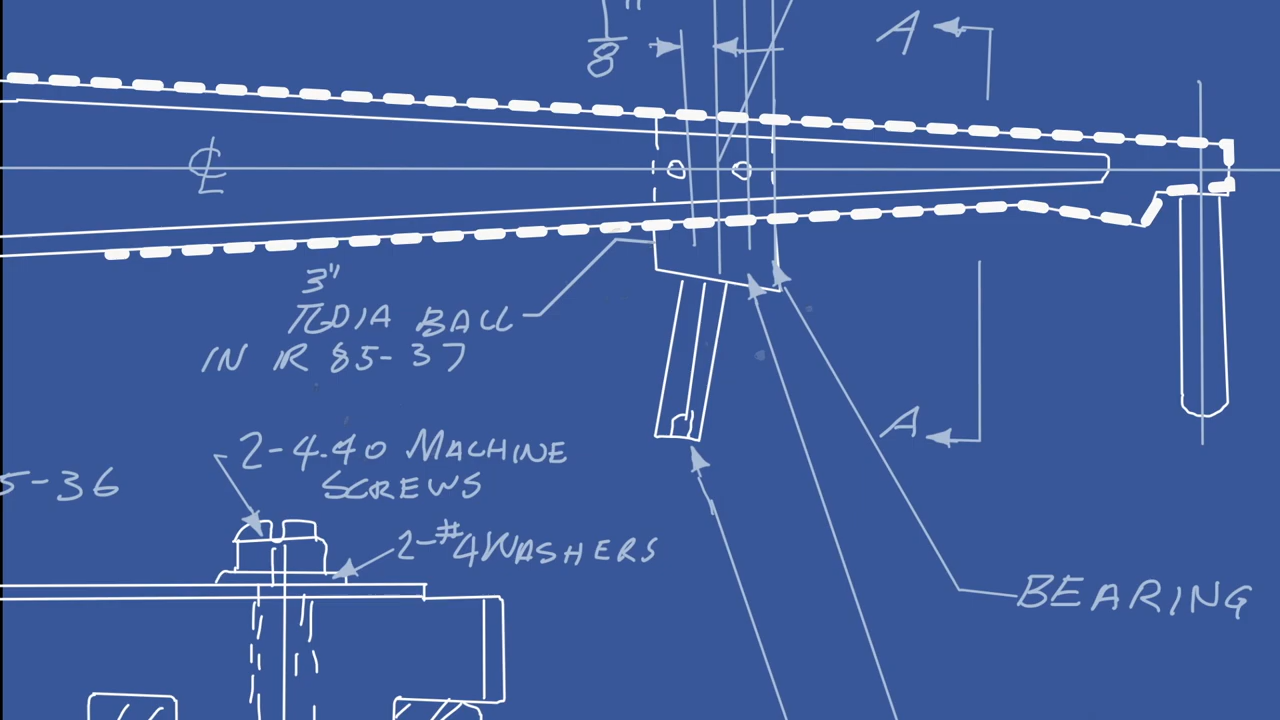 1"
8
A
℄
3"
DIA BALL
IN IR 85-37
A
2-4.40 MACHINE
SCREWS
5-36
2-#4 WASHERS
BEARING